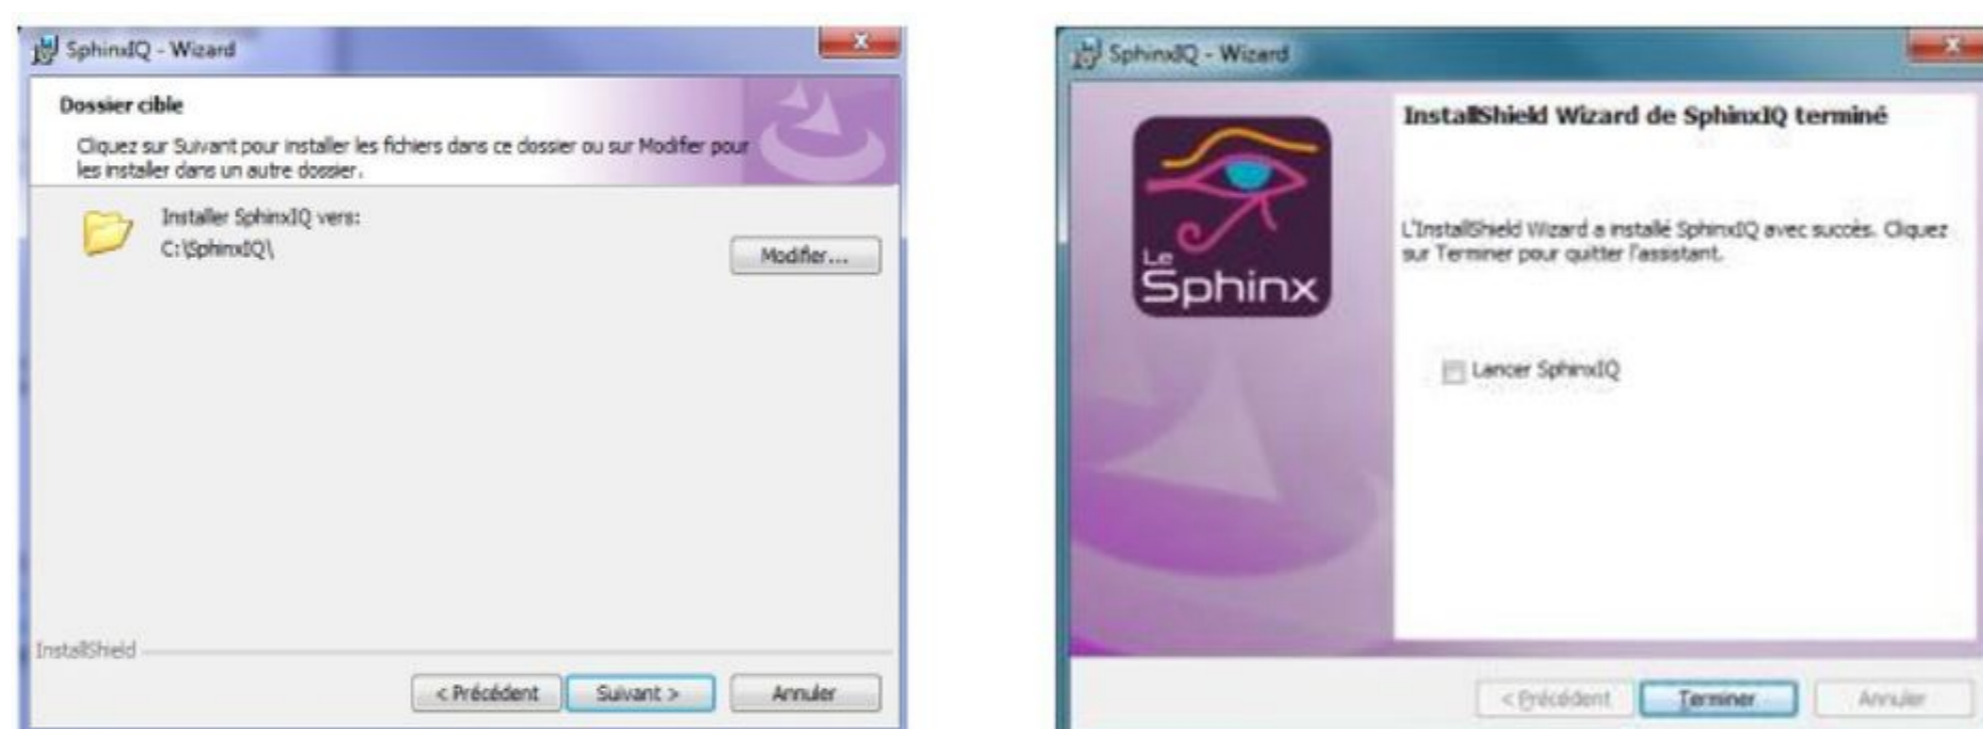 SphinxIQ - Wizard
Dossier cible
Cliquez sur Suivant pour installer les fichiers dans ce dossier ou sur Modifier pour
les installer dans un autre dossier.
Installer SphinxIQ vers:
C:\SphinxIQ\
Modifier...
InstallShield
< Précédent
Suivant >
Annuler
SphinxIQ - Wizard
InstallShield Wizard de SphinxIQ terminé
Le
Sphinx
L'InstallShield Wizard a installé SphinxIQ avec succès. Cliquez
sur Terminer pour quitter l'assistant.
Lancer SphinxIQ
< Précédent
Terminer
Annuler